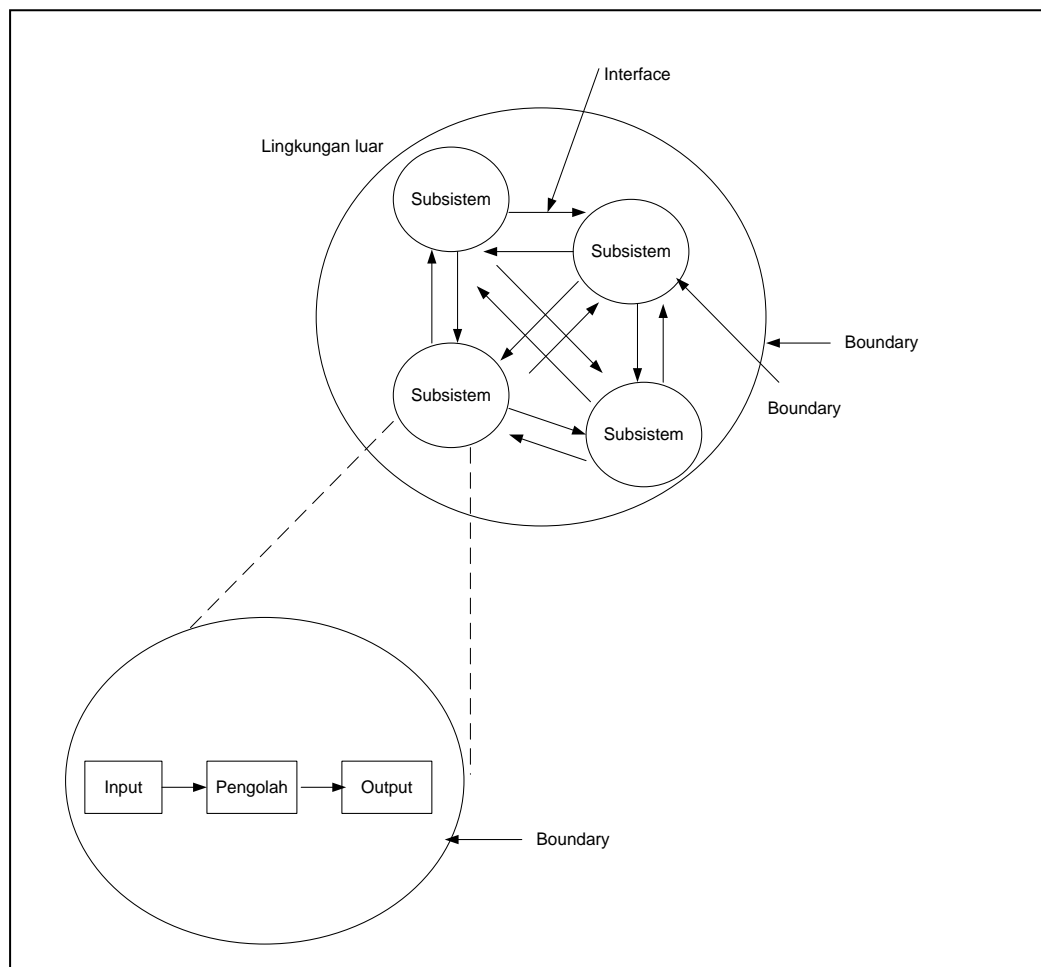 Interface
Lingkungan luar
Subsistem
Subsistem
Boundary
Subsistem
Boundary
Subsistem
Input
Pengolah
Output
Boundary